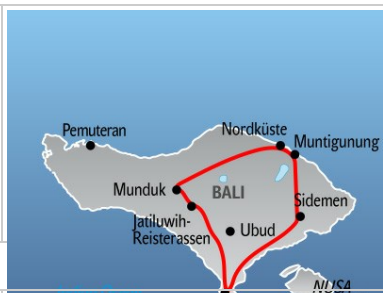 Pemuteran
Nordküste
Muntigunung
Munduk
BALI
Sidemen
Jatiluwih-
Reisterassen
Ubud
NUSA